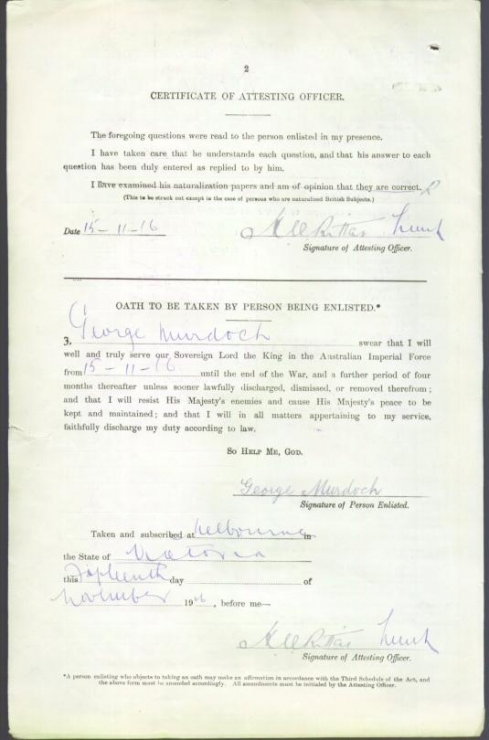 2
CERTIFICATE OF ATTESTING OFFICER.
The foregoing questions were read to the person enlisted in my presence.
I have taken care that he understands each question, and that his answer to each
question has been duly entered as replied to by him.
I have examined his naturalization papers and am of opinion that they are correct.
(This to be struck out except in the case of persons who are naturalized British Subjects.)
Date 15-11-16
Signature of Attesting Officer.
OATH TO BE TAKEN BY PERSON BEING ENLISTED.*
3, George Murdoch swear that I will
well and truly serve our Sovereign Lord the King in the Australian Imperial Force
from 15-11-16 until the end of the War, and a further period of four
months thereafter unless sooner lawfully discharged, dismissed, or removed therefrom;
and that I will resist His Majesty's enemies and cause His Majesty's peace to be
kept and maintained; and that I will in all matters appertaining to my service,
faithfully discharge my duty according to law.
SO HELP ME, GOD.
George Murdoch
Signature of Person Enlisted.
Taken and subscribed at Melbourne in
the State of Victoria
this Fifteenth day of
November 19 , before me—
Signature of Attesting Officer.
*A person enlisting who objects to taking an oath may make an affirmation in accordance with the Third Schedule of the Act, and
the above form must be amended accordingly. All amendments must be initialed by the Attesting Officer.